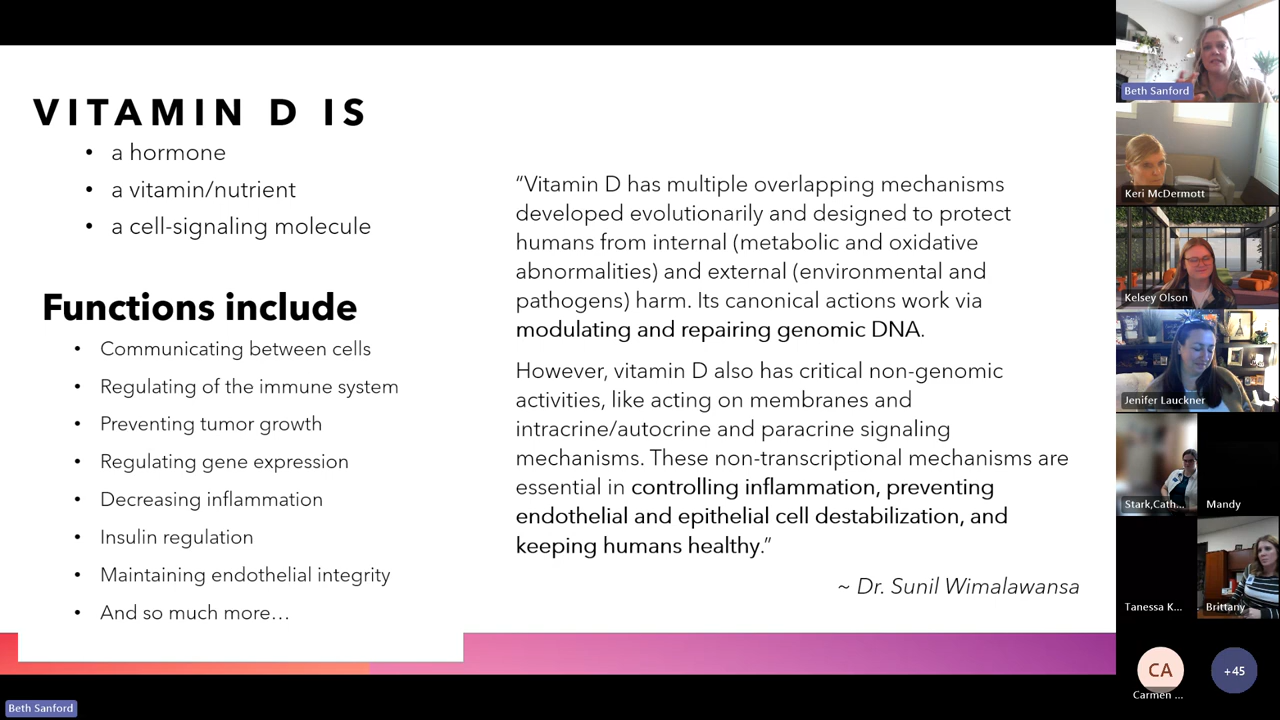 VITAMIN D IS
• a hormone
• a vitamin/nutrient
• a cell-signaling molecule
Functions include
• Communicating between cells
• Regulating of the immune system
• Preventing tumor growth
• Regulating gene expression
• Decreasing inflammation
• Insulin regulation
• Maintaining endothelial integrity
• And so much more…
“Vitamin D has multiple overlapping mechanisms
developed evolutionarily and designed to protect
humans from internal (metabolic and oxidative
abnormalities) and external (environmental and
pathogens) harm. Its canonical actions work via
modulating and repairing genomic DNA.
However, vitamin D also has critical non-genomic
activities, like acting on membranes and
intracrine/autocrine and paracrine signaling
mechanisms. These non-transcriptional mechanisms are
essential in controlling inflammation, preventing
endothelial and epithelial cell destabilization, and
keeping humans healthy.”
~ Dr. Sunil Wimalawansa
Beth Sanford
Keri McDermott
Kelsey Olson
Jenifer Lauckner
Stark,Cath...
Mandy
Tanessa K...
Brittany
CA
Carmen ...
+45
Beth Sanford